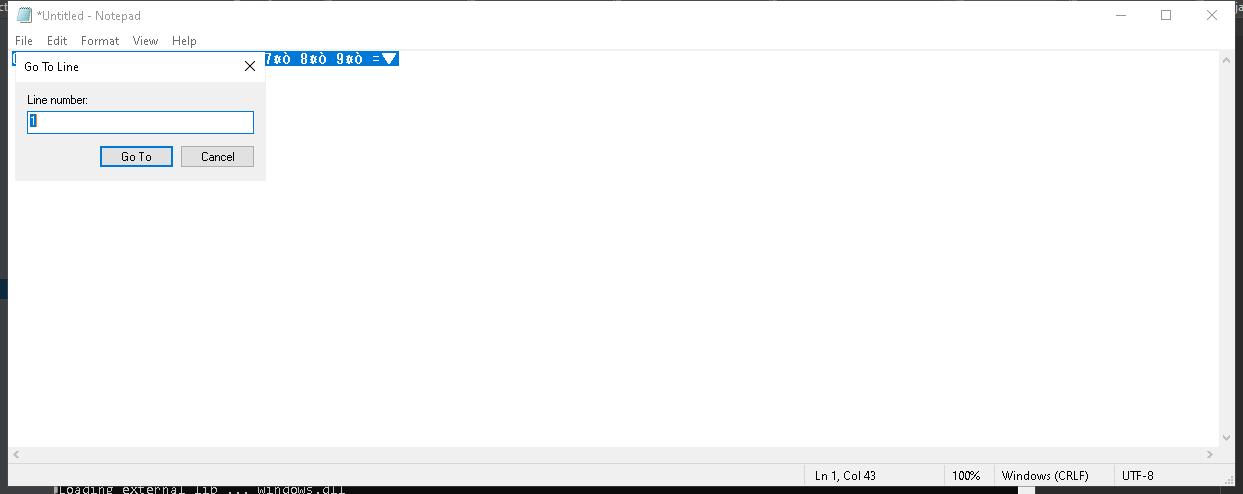 *Untitled - Notepad
File Edit Format View Help
7¤ò 8¤ò 9¤ò =▼
Go To Line
Line number:
1
Go To Cancel
Ln 1, Col 43 100% Windows (CRLF) UTF-8
Loading external lib ... windows.dll